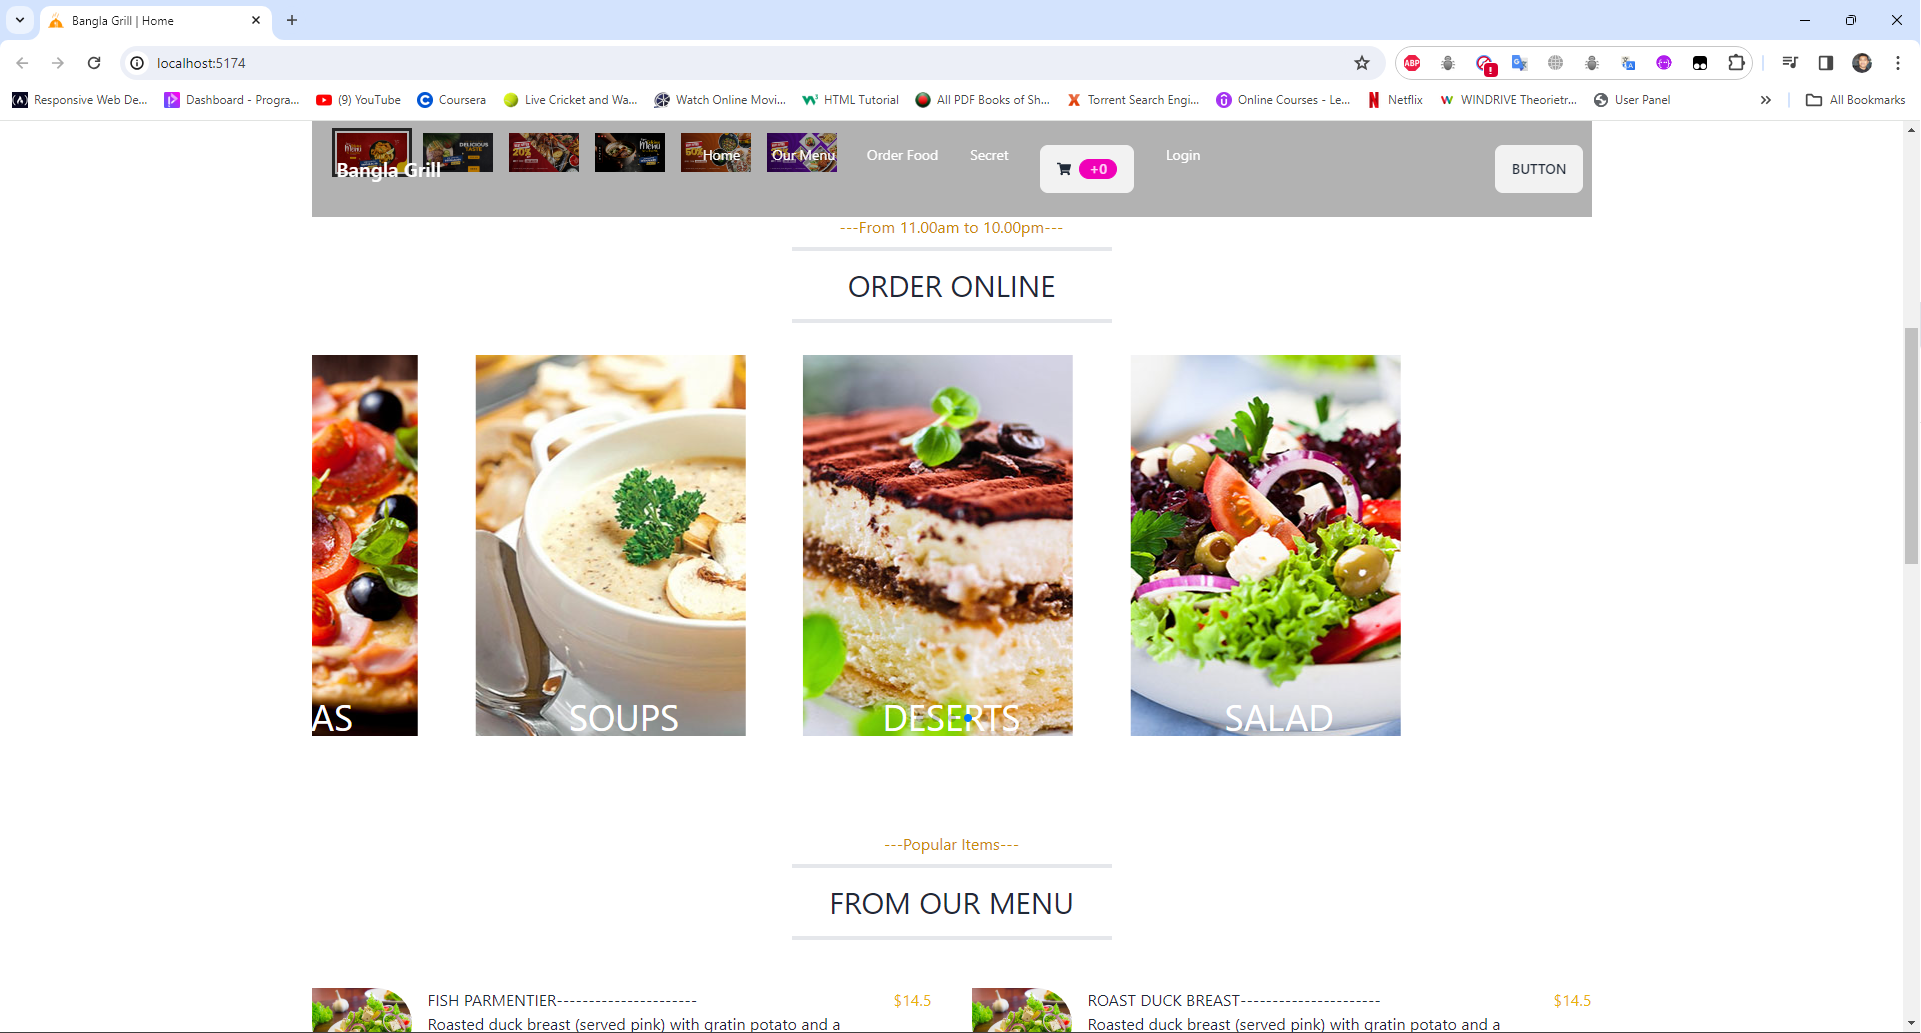 Bangla Grill | Home
localhost:5174
ABP
Responsive Web De...
Dashboard - Progra...
(9) YouTube
Coursera
Live Cricket and Wa...
Watch Online Movi...
HTML Tutorial
All PDF Books of Sh...
Torrent Search Engi...
Online Courses - Le...
Netflix
WINDRIVE Theorietr...
User Panel
All Bookmarks
Bangla Grill
Home
Our Menu
Order Food
Secret
+0
Login
BUTTON
---From 11.00am to 10.00pm---
ORDER ONLINE
AS
SOUPS
DESERTS
SALAD
---Popular Items---
FROM OUR MENU
FISH PARMENTIER----------------------
$14.5
Roasted duck breast (served pink) with gratin potato and a
ROAST DUCK BREAST----------------------
$14.5
Roasted duck breast (served pink) with gratin potato and a